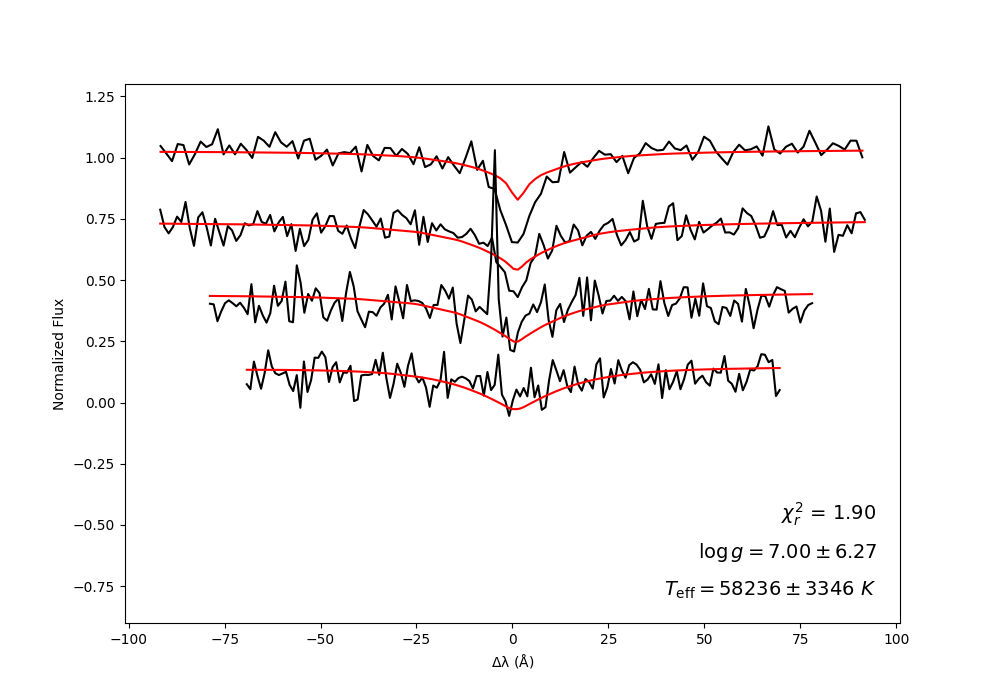 1.25
1.00
0.75
0.50
0.25
0.00
−0.25
−0.50
−0.75
Normalized Flux
χ²ᵣ = 1.90
log g = 7.00 ± 6.27
T_eff = 58236 ± 3346 K
−100 −75 −50 −25 0 25 50 75 100
Δλ (Å)